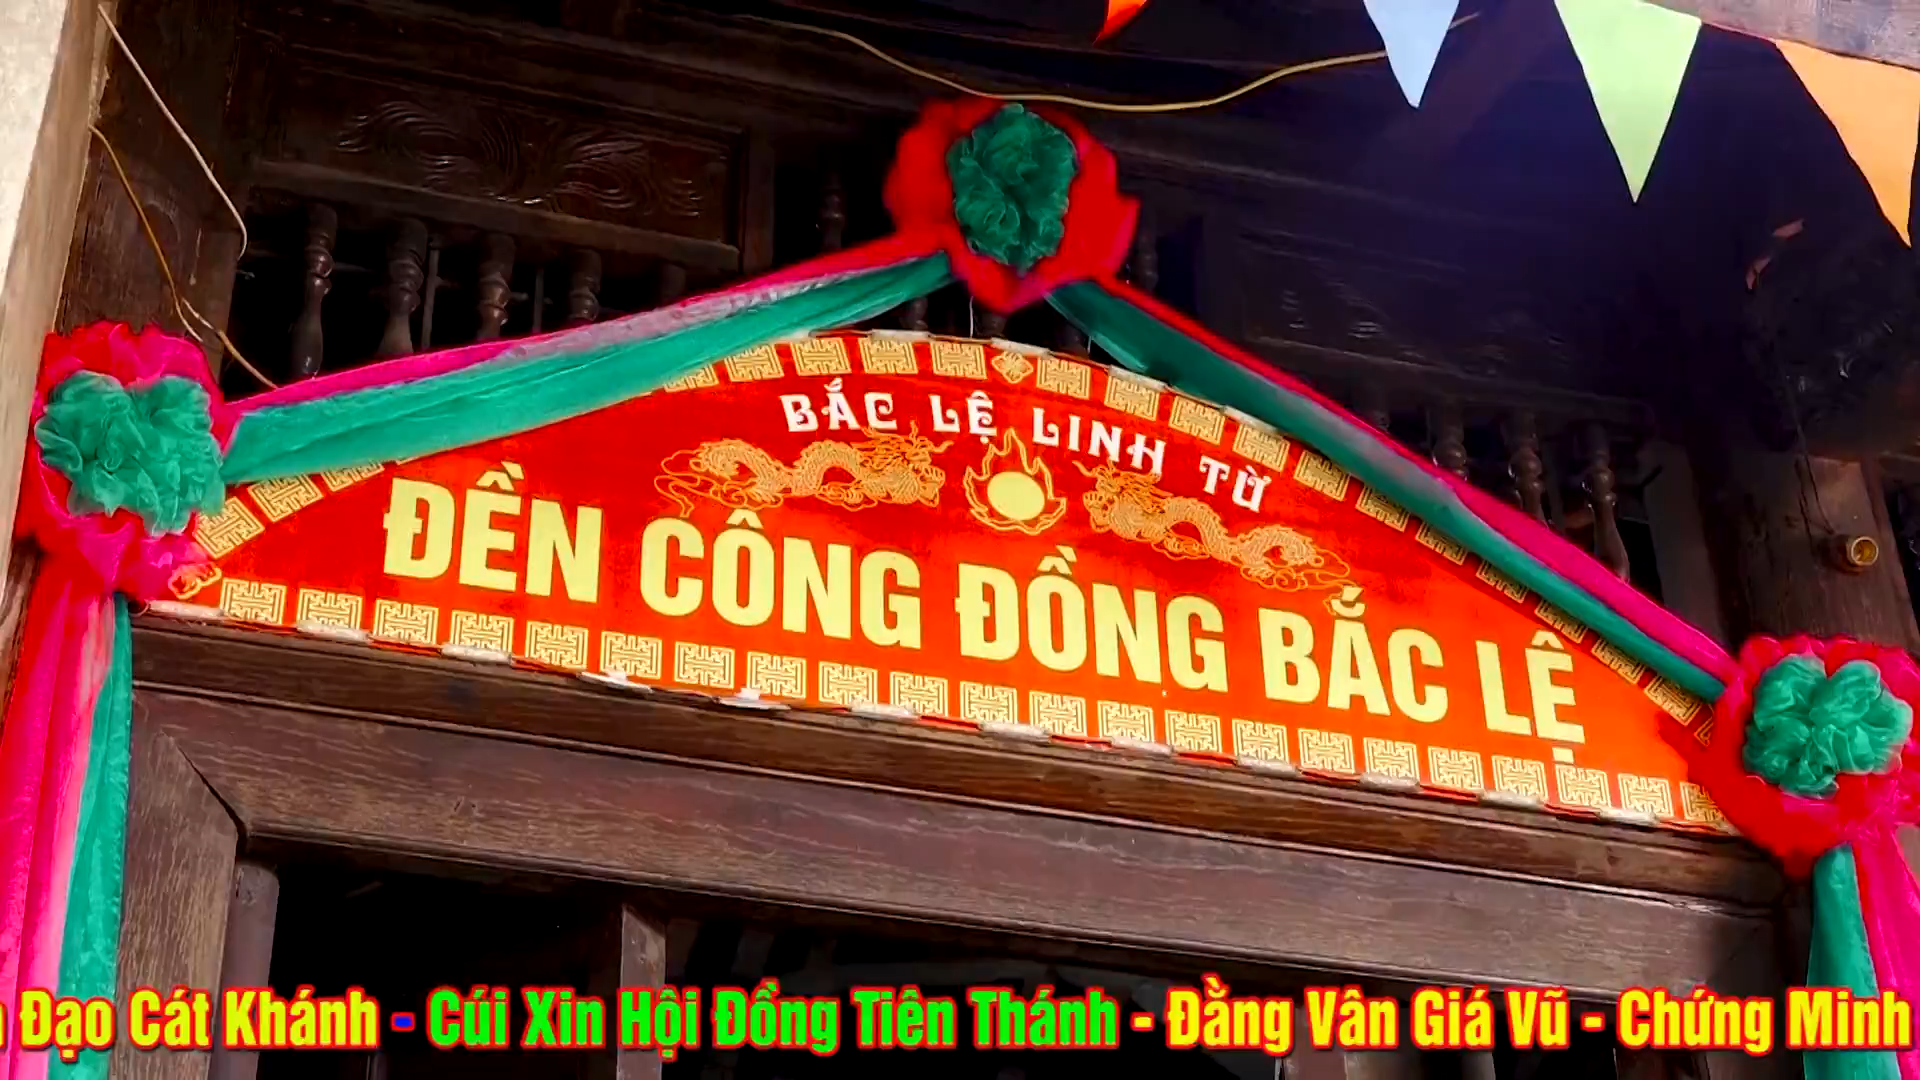 BẮC LỆ LINH TỪ
ĐỀN CÔNG ĐỒNG BẮC LỆ
Đạo Cát Khánh - Cúi Xin Hội Đồng Tiên Thánh - Đằng Vân Giá Vũ - Chứng Minh